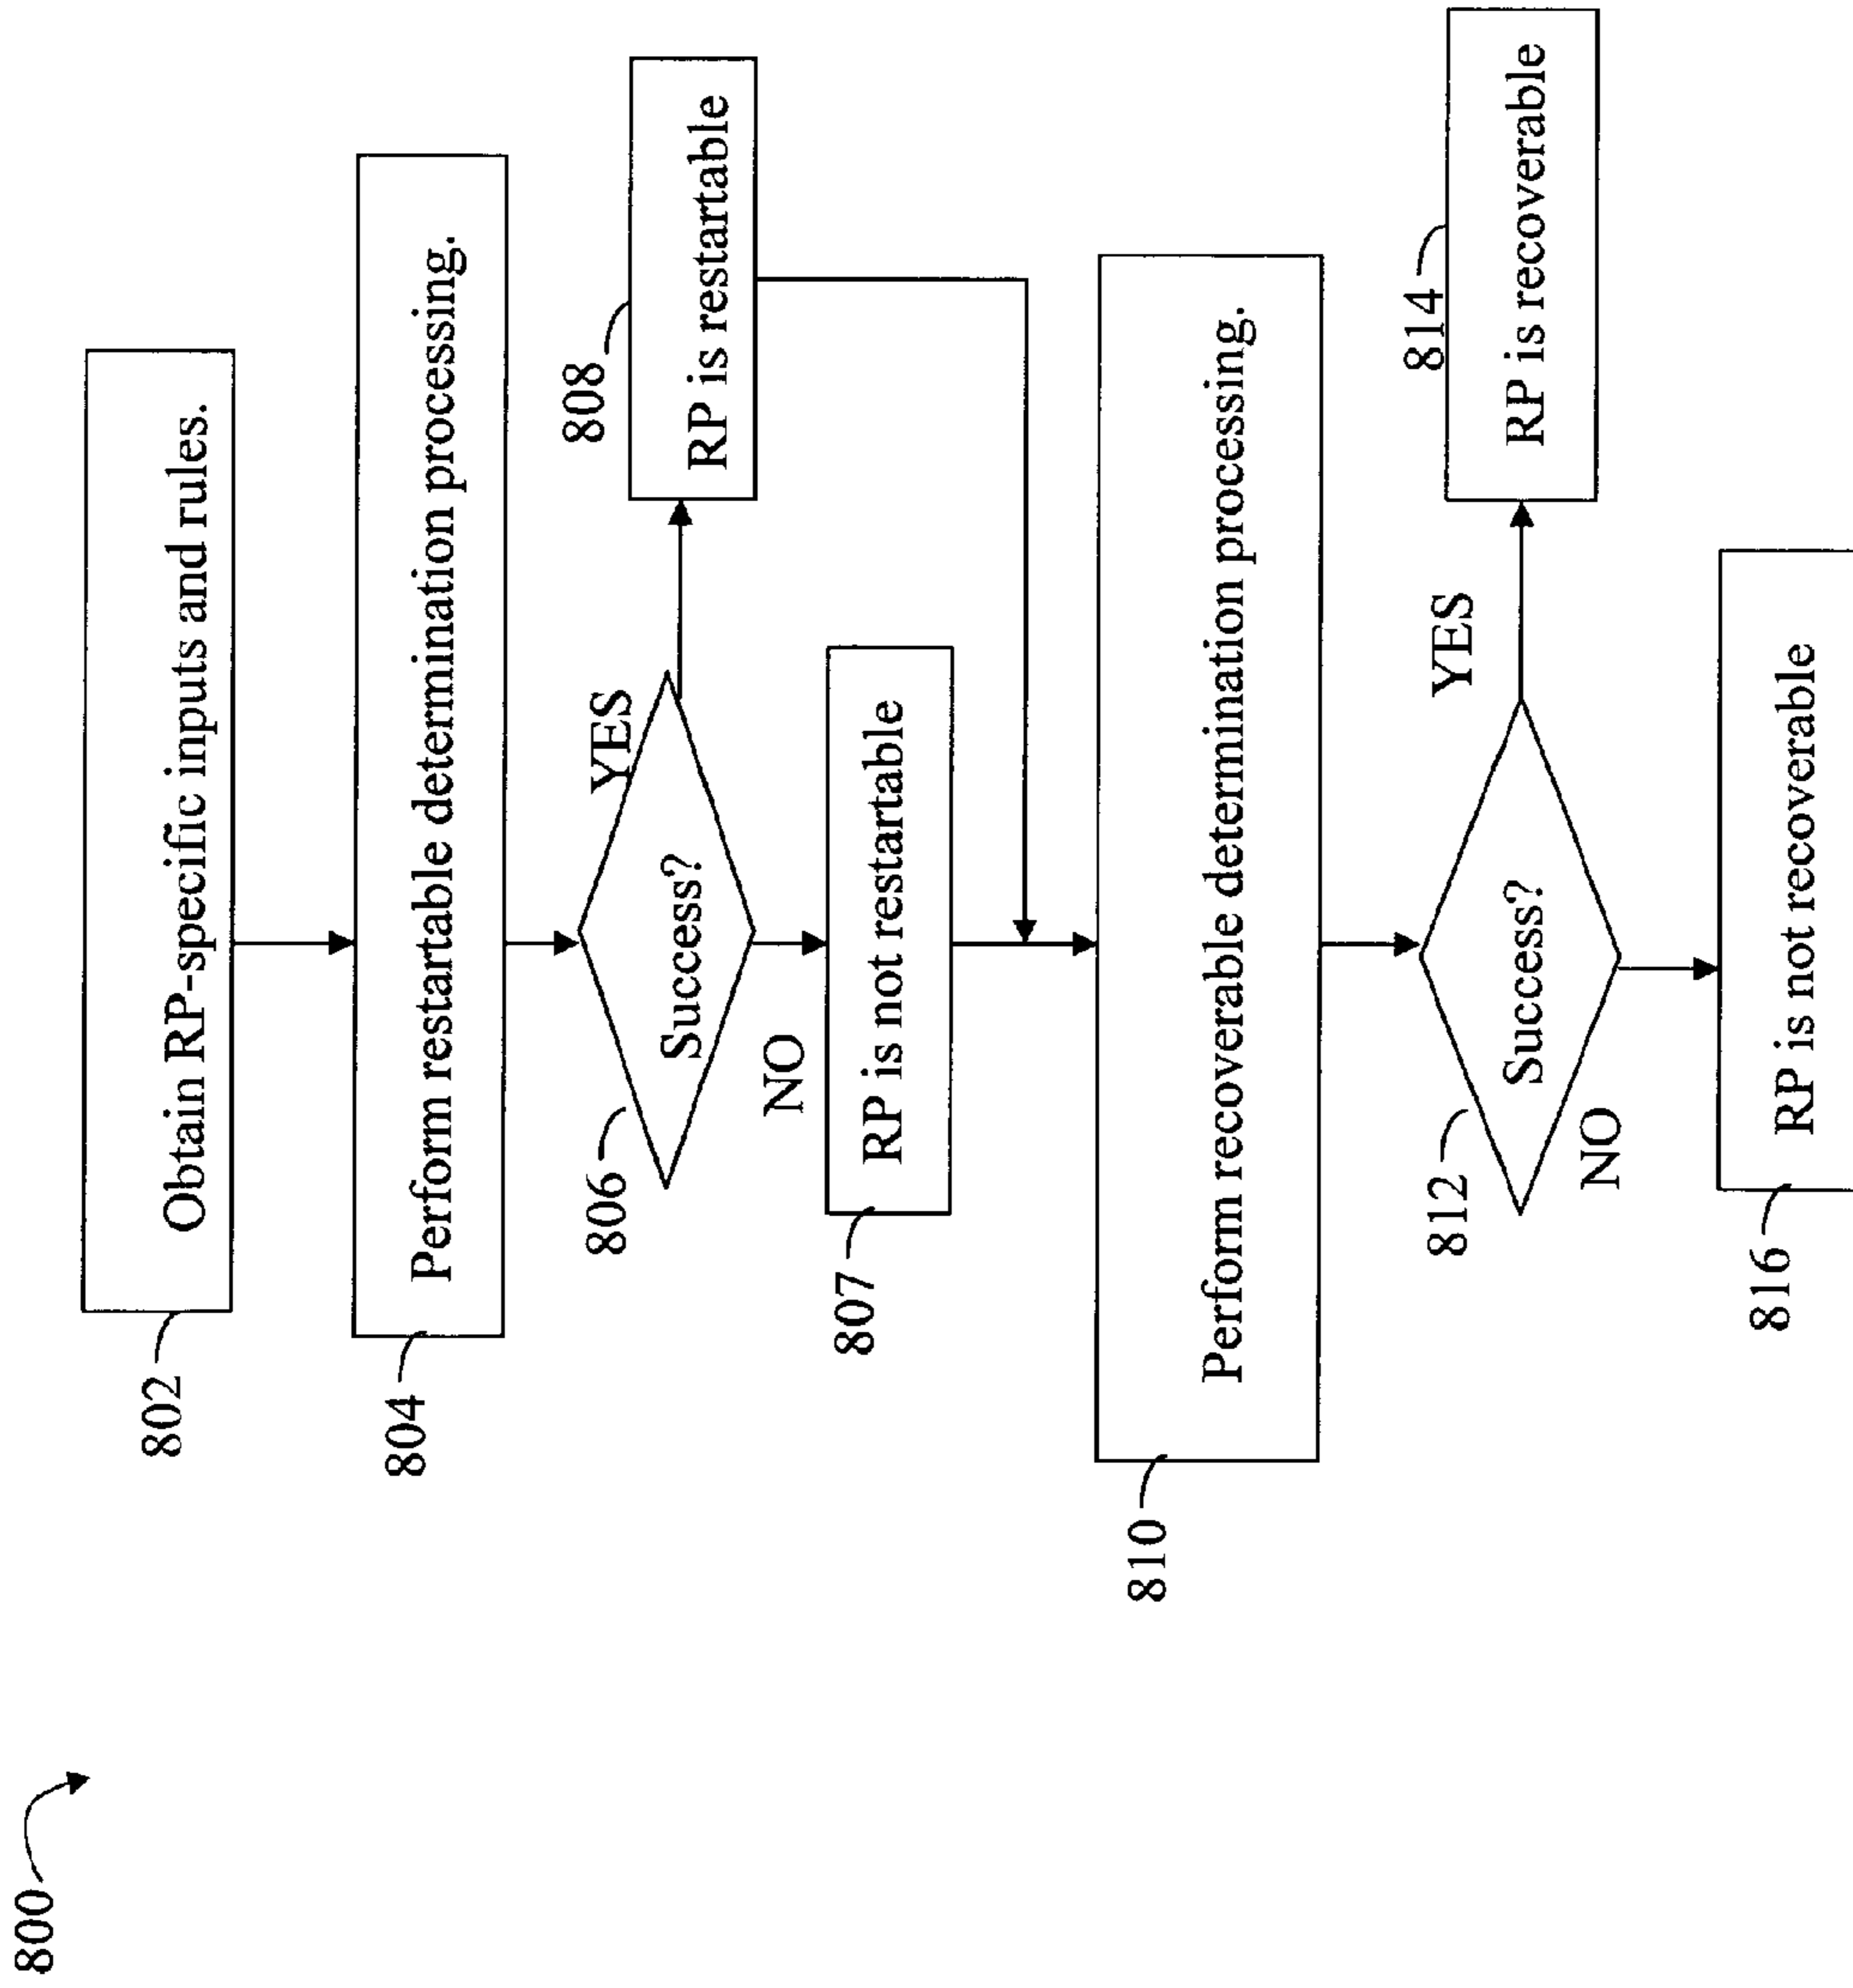 800
802
Obtain RP-specific inputs and rules.
804
Perform restartable determination processing.
806
Success?
YES
808
RP is restartable
NO
807
RP is not restartable
810
Perform recoverable determination processing.
812
Success?
YES
814
RP is recoverable
NO
816
RP is not recoverable